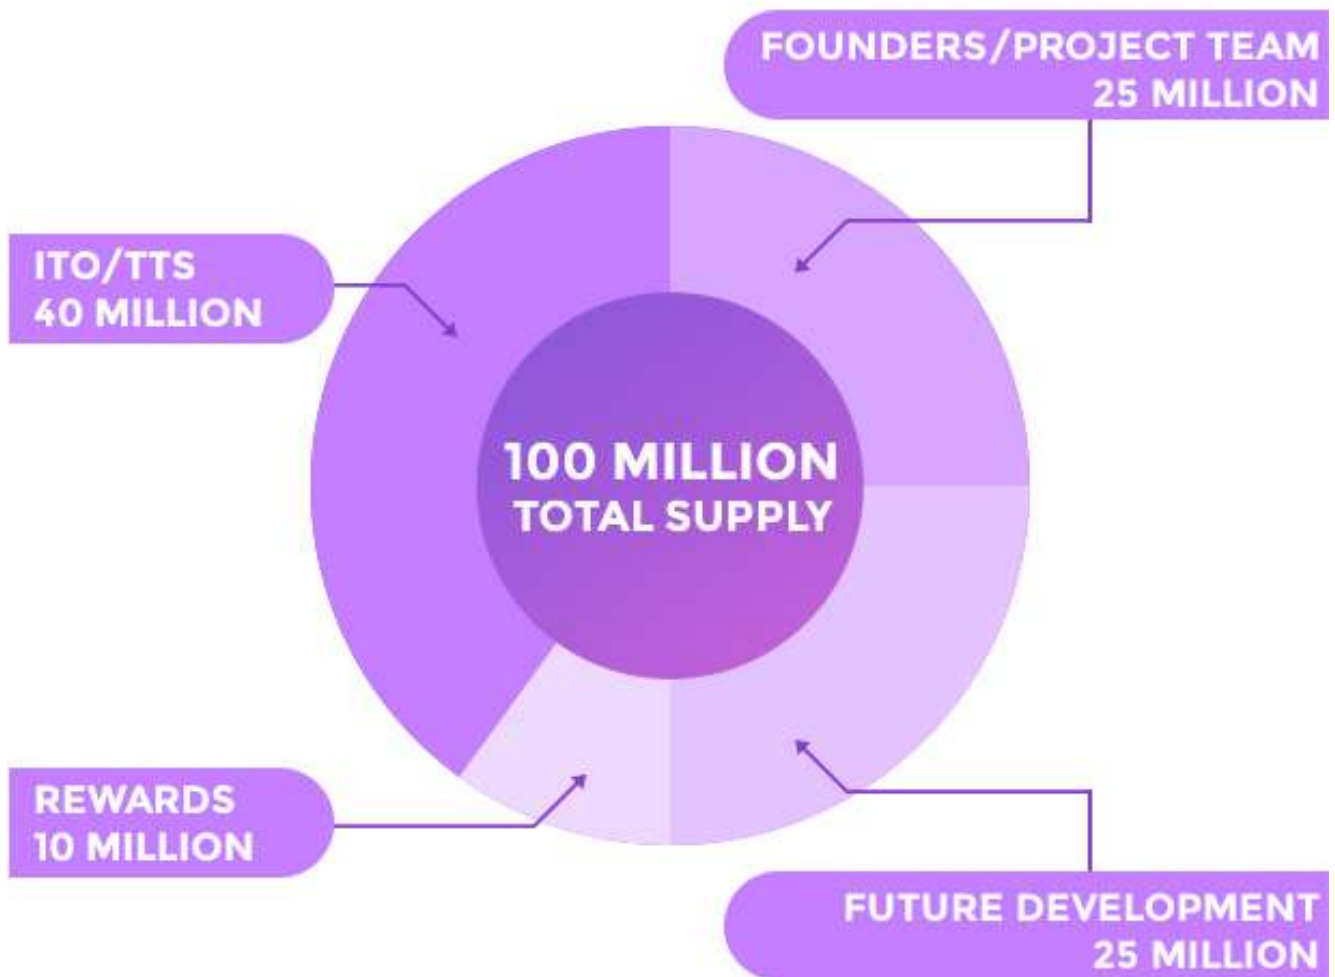 FOUNDERS/PROJECT TEAM
25 MILLION
ITO/TTS
40 MILLION
100 MILLION
TOTAL SUPPLY
REWARDS
10 MILLION
FUTURE DEVELOPMENT
25 MILLION